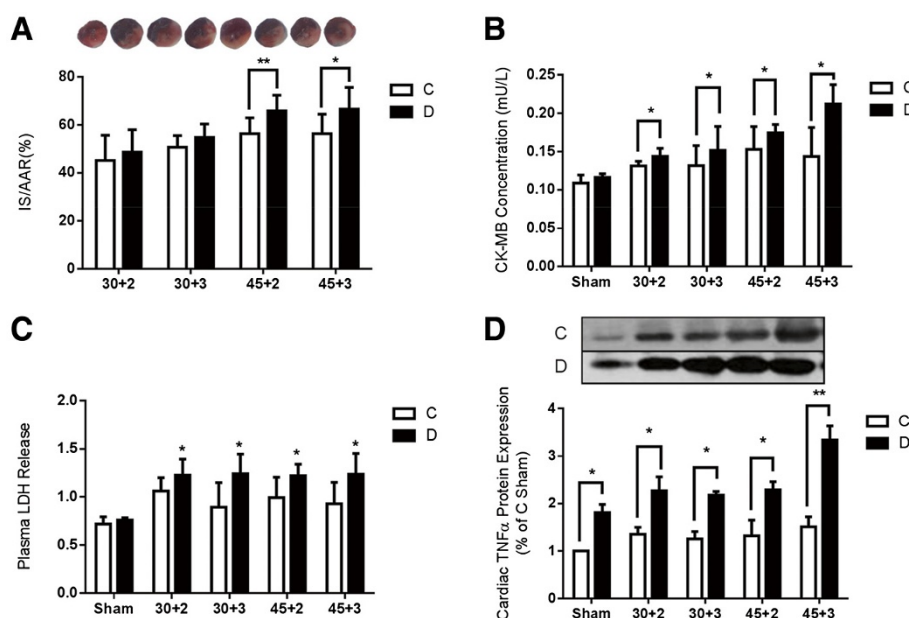 A
** *
C
D
80
60
40
20
0
IS/AAR(%)
30+2 30+3 45+2 45+3
B
* * * *
C
D
0.25
0.20
0.15
0.10
0.05
0.00
CK-MB Concentration (mU/L)
Sham 30+2 30+3 45+2 45+3
C
* * * *
C
D
1.5
1.0
0.5
0.0
Plasma LDH Release
Sham 30+2 30+3 45+2 45+3
D
C
D
* * * * **
C
D
4
3
2
1
0
Cardiac TNFα Protein Expression
(% of C Sham)
Sham 30+2 30+3 45+2 45+3